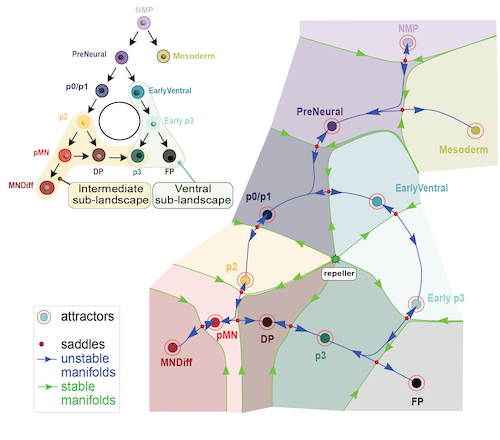 NMP
PreNeural
Mesoderm
p0/p1
EarlyVentral
p2
Early p3
pMN
DP
p3
FP
MNDiff
Intermediate
sub-landscape
Ventral
sub-landscape
attractors
saddles
unstable
manifolds
stable
manifolds
NMP
PreNeural
Mesoderm
p0/p1
EarlyVentral
p2
repeller
Early p3
pMN
DP
p3
MNDiff
FP